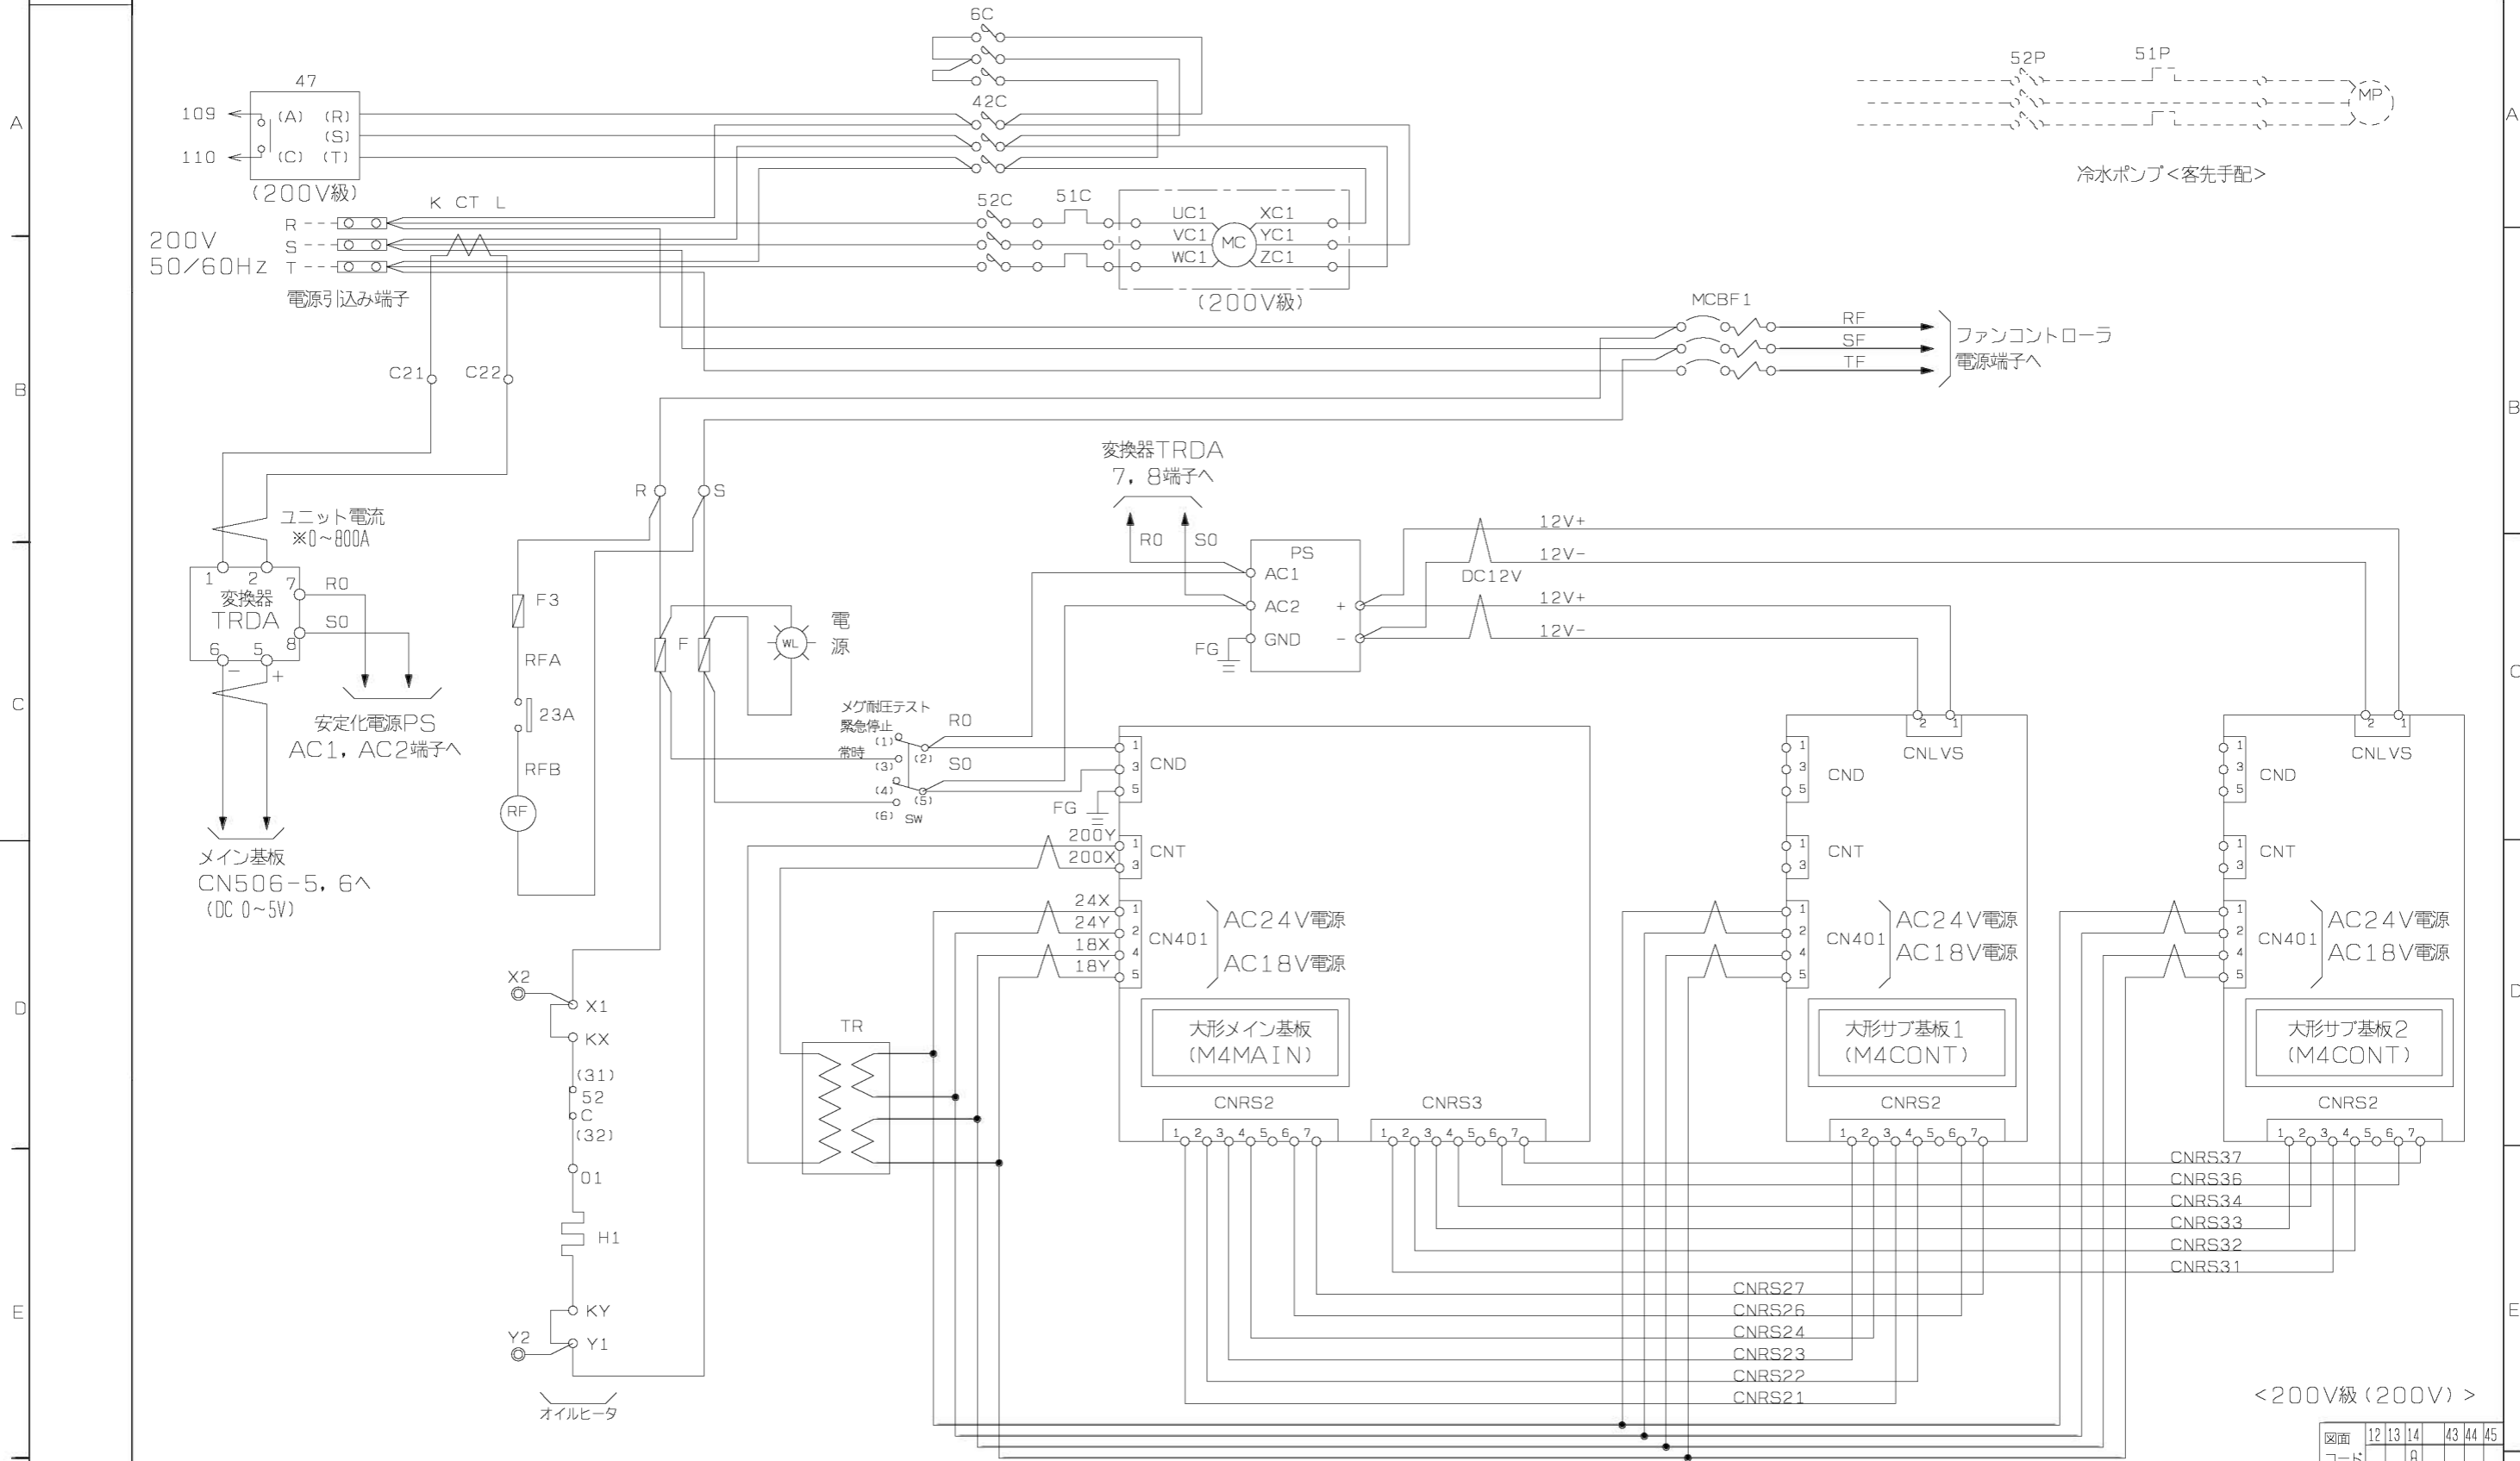 6C
52P
51P
MP
冷水ポンプ<客先手配>
47
109
(A) (R)
(S)
110
(C) (T)
(200V級)
42C
K CT L
52C
51C
UC1
XC1
VC1
MC
YC1
WC1
ZC1
(200V級)
200V
50/60Hz
R
S
T
電源引込み端子
MCBF1
RF
SF
TF
ファンコントローラ
電源端子へ
C21
C22
変換器TRDA
7, 8端子へ
R
S
ユニット電流
※0~800A
1
2
7
変換器
TRDA
8
6
5
R0
S0
-
+
安定化電源PS
AC1, AC2端子へ
メイン基板
CN506-5, 6へ
(DC 0~5V)
F3
RFA
23A
RFB
RF
F
WL
電
源
R0
S0
PS
AC1
AC2
GND
+
-
FG
12V+
12V-
DC12V
12V+
12V-
メグ耐圧テスト
緊急停止
(1)
常時
(3)
(2)
(4)
(5)
(6)
SW
R0
S0
FG
1
3
5
CND
200Y
200X
1
3
CNT
24X
24Y
18X
18Y
1
2
4
5
CN401
AC24V電源
AC18V電源
大形メイン基板
(M4MAIN)
CNRS2
1 2 3 4 5 6 7
CNRS3
1 2 3 4 5 6 7
2 1
CNLVS
1
3
5
CND
1
3
CNT
1
2
4
5
CN401
AC24V電源
AC18V電源
大形サブ基板1
(M4CONT)
CNRS2
1 2 3 4 5 6 7
2 1
CNLVS
1
3
5
CND
1
3
CNT
1
2
4
5
CN401
AC24V電源
AC18V電源
大形サブ基板2
(M4CONT)
CNRS2
1 2 3 4 5 6 7
TR
X2
X1
KX
(31)
52
C
(32)
01
H1
KY
Y2
Y1
オイルヒータ
CNRS37
CNRS36
CNRS34
CNRS33
CNRS32
CNRS31
CNRS27
CNRS26
CNRS24
CNRS23
CNRS22
CNRS21
<200V級(200V)>
図面 12 13 14 43 44 45
コード
A
B
C
D
E
A
B
C
D
E